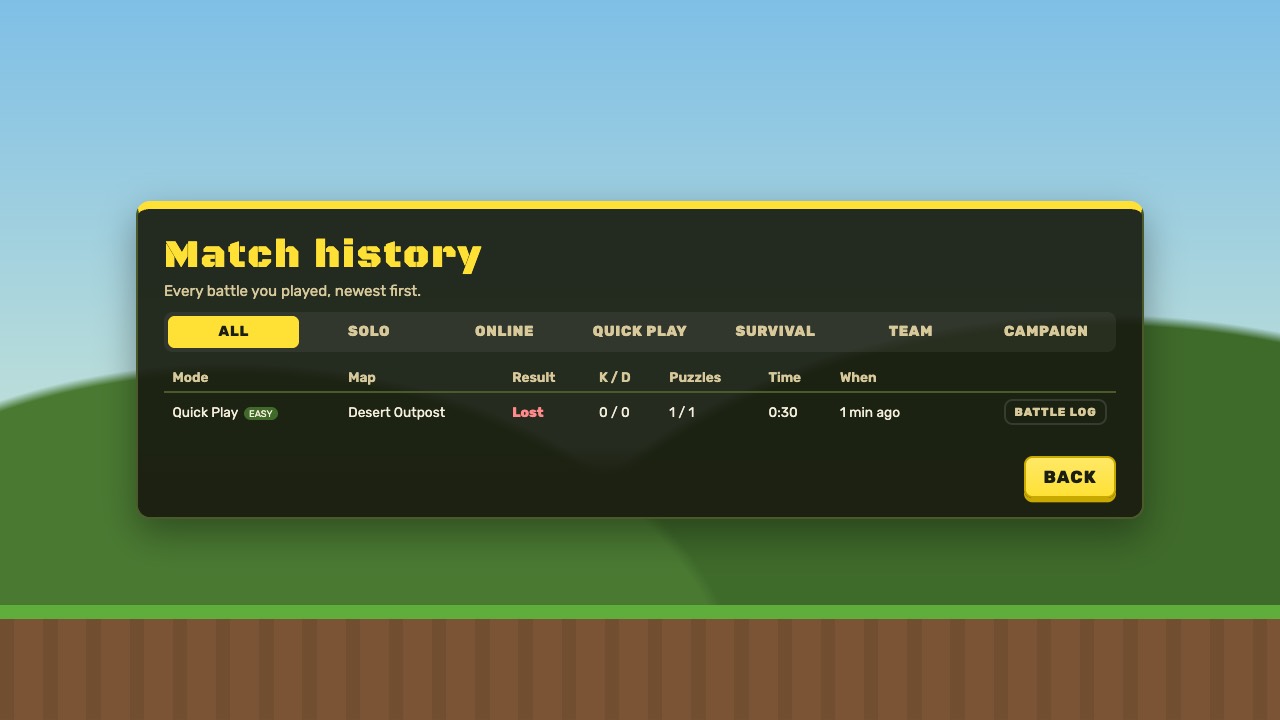 Match history
Every battle you played, newest first.
ALL SOLO ONLINE QUICK PLAY SURVIVAL TEAM CAMPAIGN
Mode Map Result K / D Puzzles Time When
Quick Play EASY Desert Outpost Lost 0 / 0 1 / 1 0:30 1 min ago BATTLE LOG
BACK